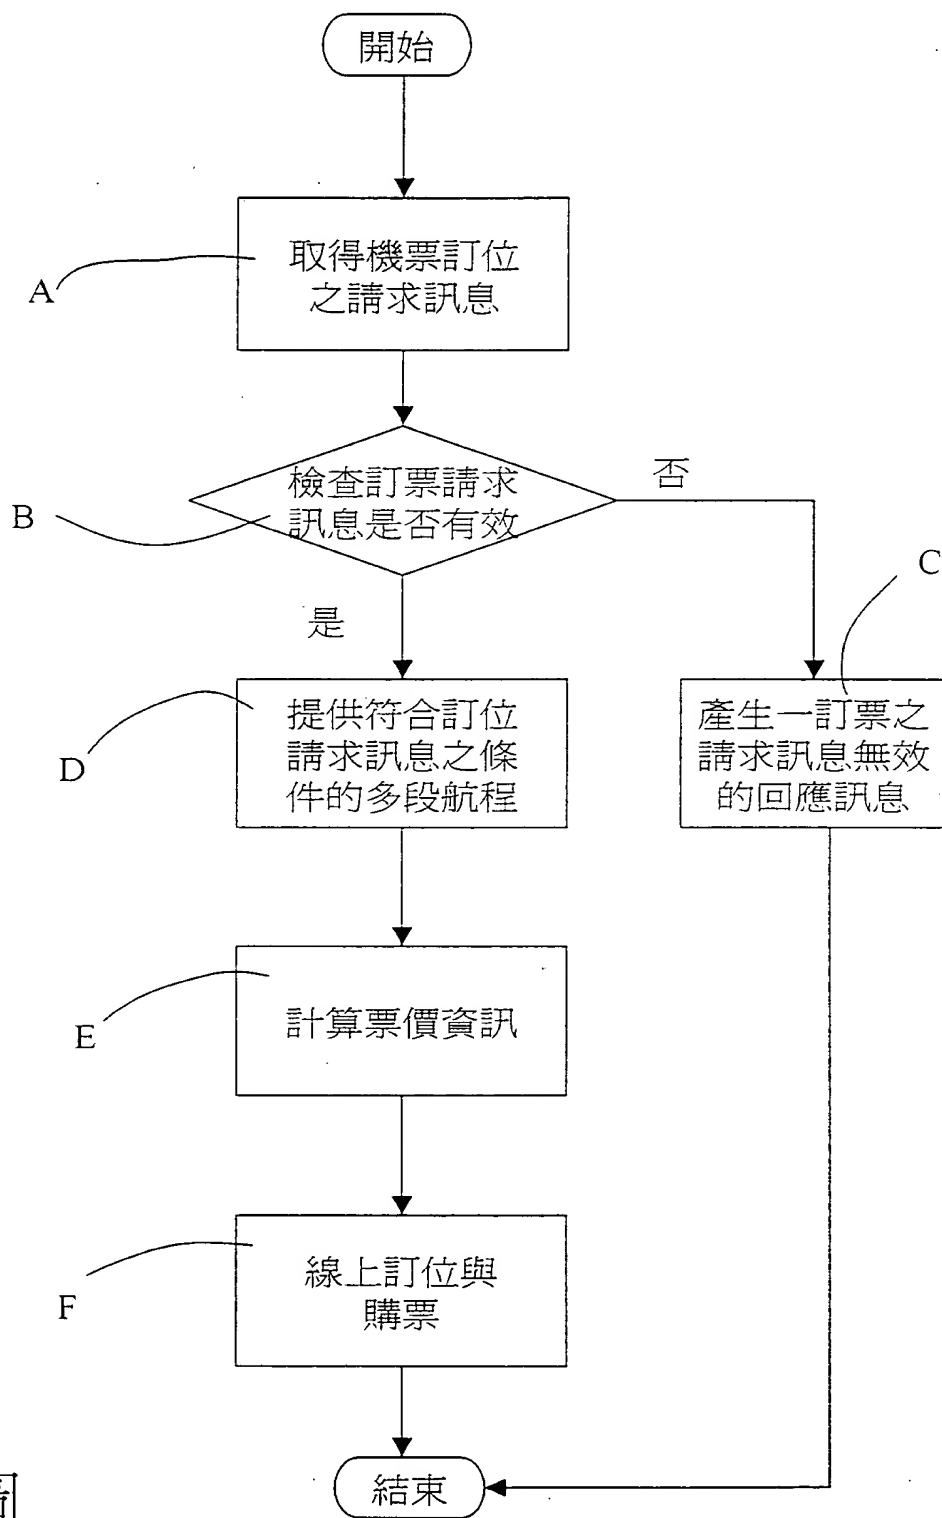 開始
取得機票訂位
之請求訊息
A
檢查訂票請求
訊息是否有效
否
B
C
是
提供符合訂位
請求訊息之條
件的多段航程
D
產生一訂票之
請求訊息無效
的回應訊息
計算票價資訊
E
線上訂位與
購票
F
結束